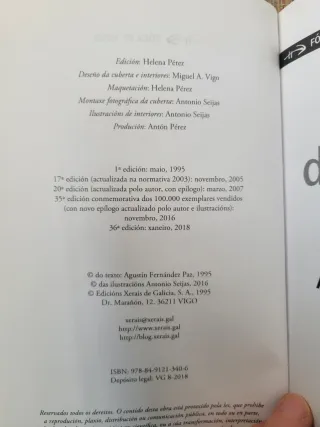 Edición: Helena Pérez
Deseño da cuberta e interiores: Miguel A. Vigo
Maquetación: Helena Pérez
Montaxe fotográfica da cuberta: Antonio Seijas
Ilustracións de interiores: Antonio Seijas
Produción: Antón Pérez
1ª edición: maio, 1995
17ª edición (actualizada na normativa 2003): novembro, 2005
20ª edición (actualizada polo autor, con epílogo): marzo, 2007
35ª edición conmemorativa dos 100.000 exemplares vendidos
(con novo epílogo actualizado polo autor e ilustracións):
novembro, 2016
36ª edición: xaneiro, 2018
© do texto: Agustín Fernández Paz, 1995
© das ilustracións Antonio Seijas, 2016
© Edicións Xerais de Galicia, S. A., 1995
Dr. Marañón, 12. 36211 VIGO
xerais@xerais.gal
http://www.xerais.gal
http://blog.xerais.gal
ISBN: 978-84-9121-340-6
Depósito legal: VG 8-2018
Reservados todos os dereitos. O contido desta obra está protexido pola lei, que prohibe
a reprodución, plaxio, distribución ou comunicación pública, en todo ou en parte,
ou a súa transformación, interpretación
FÓ
d